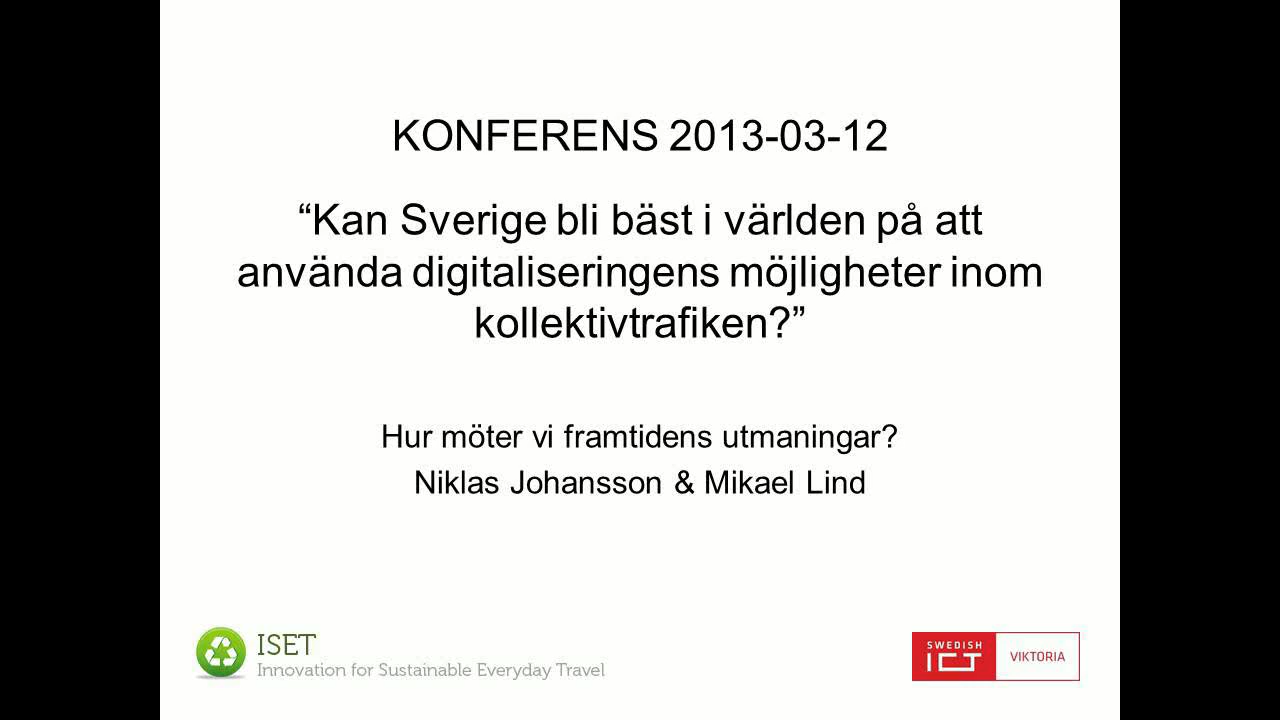 KONFERENS 2013-03-12
“Kan Sverige bli bäst i världen på att
använda digitaliseringens möjligheter inom
kollektivtrafiken?”
Hur möter vi framtidens utmaningar?
Niklas Johansson & Mikael Lind
ISET
Innovation for Sustainable Everyday Travel
SWEDISH
ICT
VIKTORIA